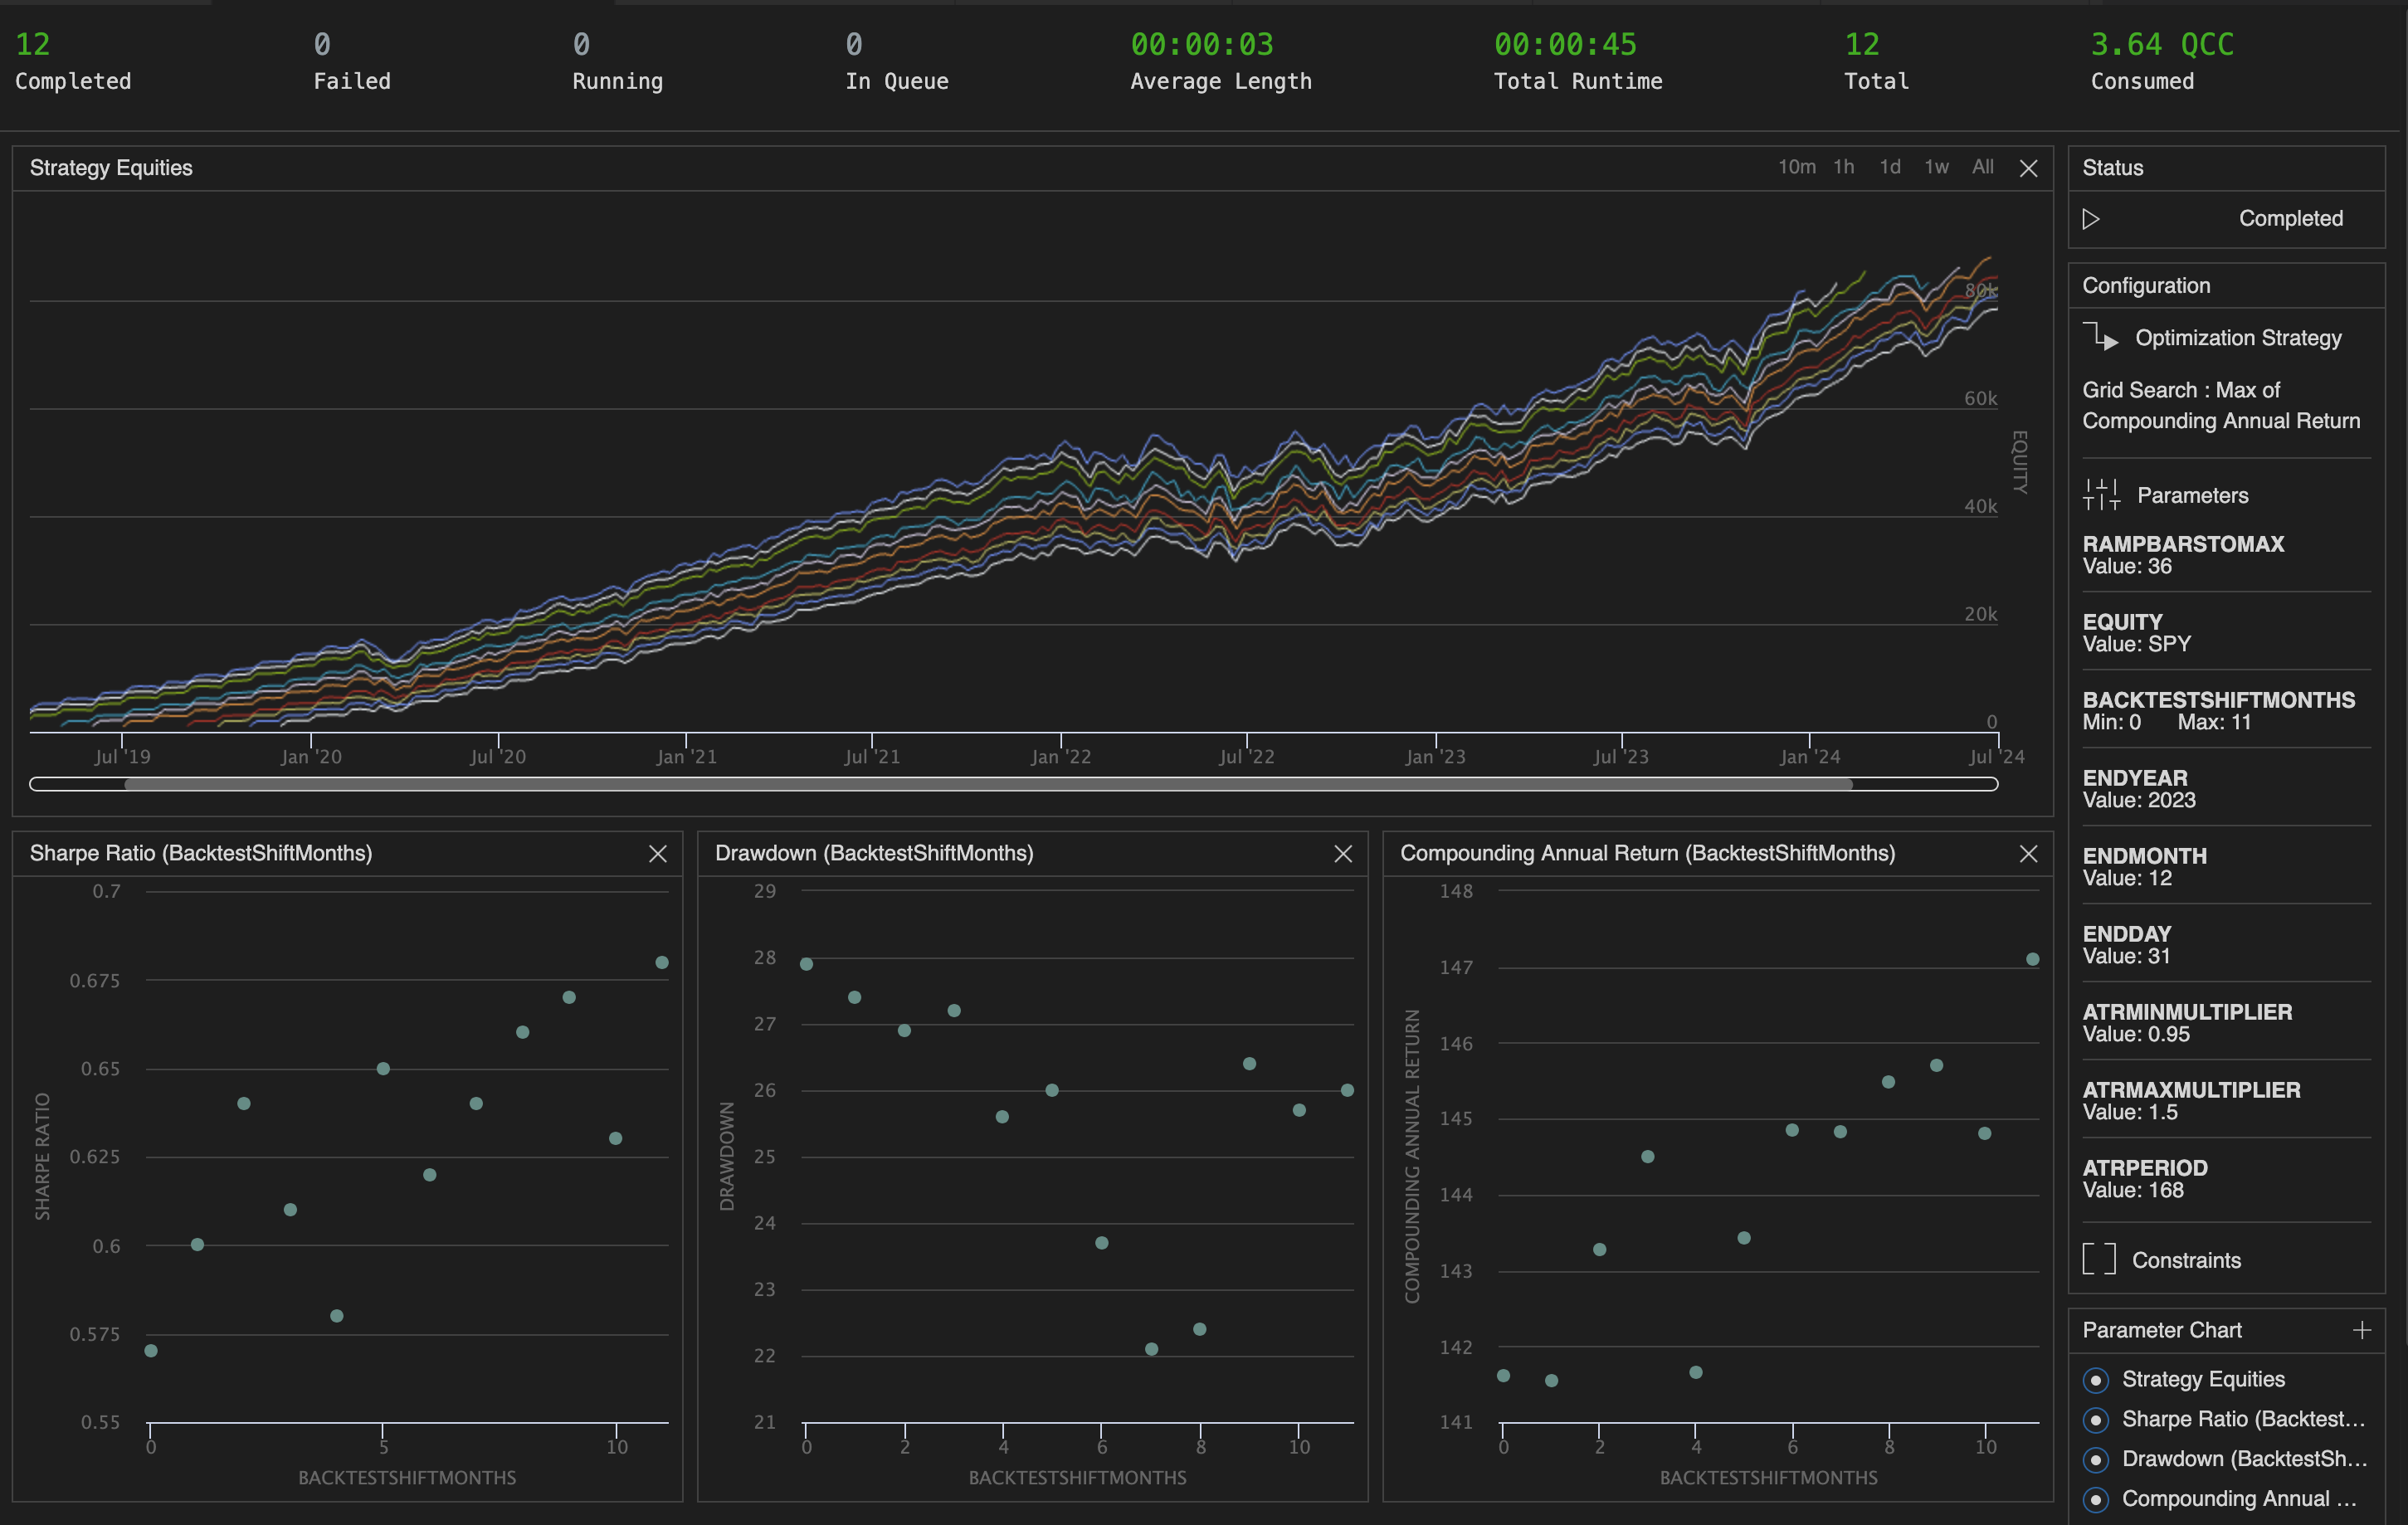 12
Completed
0
Failed
0
Running
0
In Queue
00:00:03
Average Length
00:00:45
Total Runtime
12
Total
3.64 QCC
Consumed
Strategy Equities
10m 1h 1d 1w All
80k
60k
40k
20k
0
EQUITY
Jul '19 Jan '20 Jul '20 Jan '21 Jul '21 Jan '22 Jul '22 Jan '23 Jul '23 Jan '24 Jul '24
Sharpe Ratio (BacktestShiftMonths)
0.7
0.675
0.65
0.625
0.6
0.575
0.55
SHARPE RATIO
0 5 10
BACKTESTSHIFTMONTHS
Drawdown (BacktestShiftMonths)
29
28
27
26
25
24
23
22
21
DRAWDOWN
0 2 4 6 8 10
BACKTESTSHIFTMONTHS
Compounding Annual Return (BacktestShiftMonths)
148
147
146
145
144
143
142
141
COMPOUNDING ANNUAL RETURN
0 2 4 6 8 10
BACKTESTSHIFTMONTHS
Status
Completed
Configuration
Optimization Strategy
Grid Search : Max of
Compounding Annual Return
Parameters
RAMPBARSTOMAX
Value: 36
EQUITY
Value: SPY
BACKTESTSHIFTMONTHS
Min: 0 Max: 11
ENDYEAR
Value: 2023
ENDMONTH
Value: 12
ENDDAY
Value: 31
ATRMINMULTIPLIER
Value: 0.95
ATRMAXMULTIPLIER
Value: 1.5
ATRPERIOD
Value: 168
Constraints
Parameter Chart
Strategy Equities
Sharpe Ratio (Backtest...
Drawdown (BacktestSh...
Compounding Annual ...